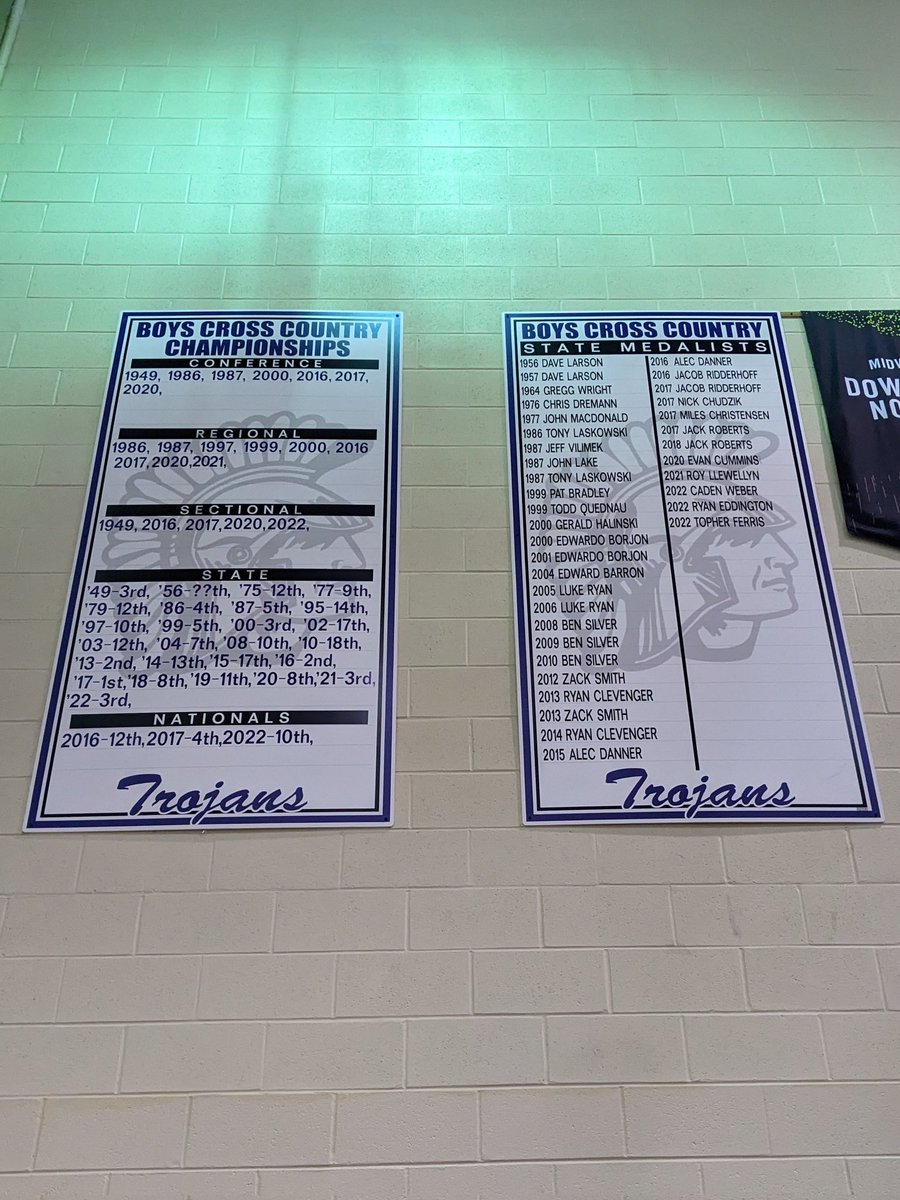 BOYS CROSS COUNTRY
CHAMPIONSHIPS
CONFERENCE
1949, 1986, 1987, 2000, 2016, 2017,
2020,
REGIONAL
1986, 1987, 1997, 1999, 2000, 2016
2017,2020,2021,
SECTIONAL
1949, 2016, 2017,2020,2022,
STATE
'49-3rd, '56-??th, '75-12th, '77=9th,
'79-12th, '86-4th, '87-5th, '95-14th,
'97-10th, '99-5th, '00-3rd, '02-17th,
'03-12th, '04-7th, '08-10th, '10-18th,
'13-2nd, '14-13th,'15-17th,'16-2nd,
'17-1st,'18-8th,'19-11th,'20-8th,'21-3rd,
'22-3rd,
NATIONALS
2016-12th,2017-4th,2022-10th,
Trojans
BOYS CROSS COUNTRY
STATE MEDALISTS
1956 DAVE LARSON
1957 DAVE LARSON
1964 GREGG WRIGHT
1976 CHRIS DREMANN
1977 JOHN MACDONALD
1986 TONY LASKOWSKI
1987 JEFF VILIMEK
1987 JOHN LAKE
1987 TONY LASKOWSKI
1999 PAT BRADLEY
1999 TODD QUEDNAU
2000 GERALD HALINSKI
2000 EDWARDO BORJON
2001 EDWARDO BORJON
2004 EDWARD BARRON
2005 LUKE RYAN
2006 LUKE RYAN
2008 BEN SILVER
2009 BEN SILVER
2010 BEN SILVER
2012 ZACK SMITH
2013 RYAN CLEVENGER
2013 ZACK SMITH
2014 RYAN CLEVENGER
2015 ALEC DANNER
2016 ALEC DANNER
2016 JACOB RIDDERHOFF
2017 JACOB RIDDERHOFF
2017 NICK CHUDZIK
2017 MILES CHRISTENSEN
2017 JACK ROBERTS
2018 JACK ROBERTS
2020 EVAN CUMMINS
2021 ROY LLEWELLYN
2022 CADEN WEBER
2022 RYAN EDDINGTON
2022 TOPHER FERRIS
Trojans
MIDW
DOW
NO